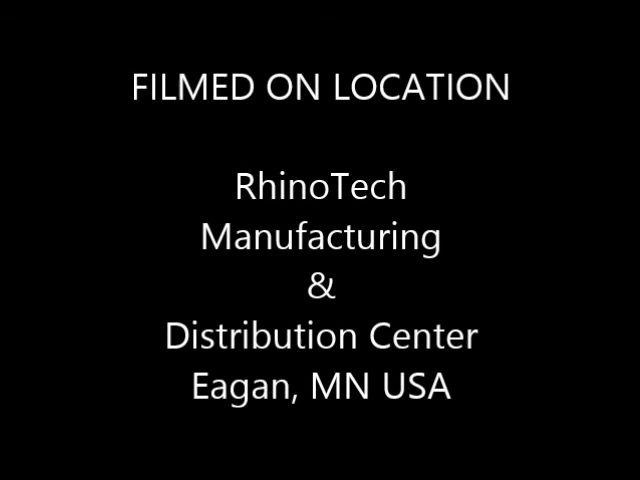 FILMED ON LOCATION
RhinoTech
Manufacturing
&
Distribution Center
Eagan, MN USA